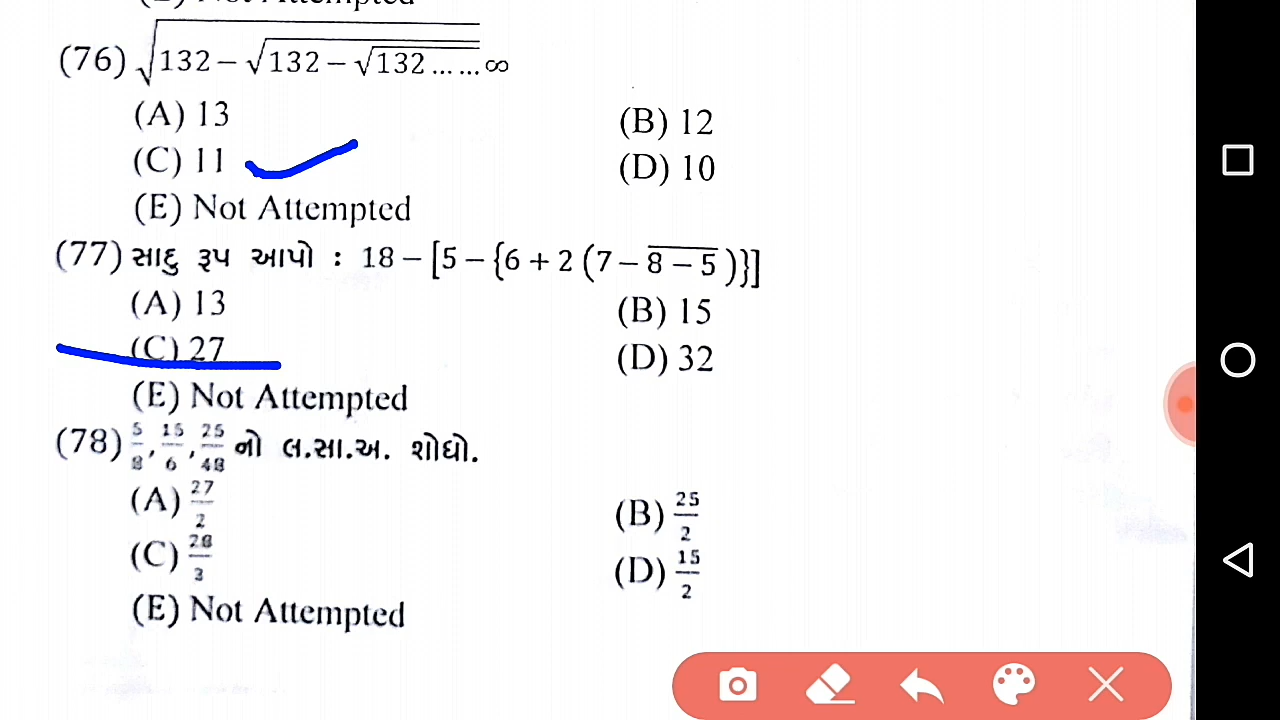 Not Attempted
(76) √132 − √132 − √132 ... ... ∞
(A) 13
(B) 12
(C) 11
(D) 10
(E) Not Attempted
(77) સાદુ રૂપ આપો : 18 − [5 − {6 + 2 (7 − 8 − 5)}]
(A) 13
(B) 15
(C) 27
(D) 32
(E) Not Attempted
(78) 5/8, 15/6, 25/48 નો લ.સા.અ. શોધો.
(A) 27/2
(B) 25/2
(C) 28/3
(D) 15/2
(E) Not Attempted